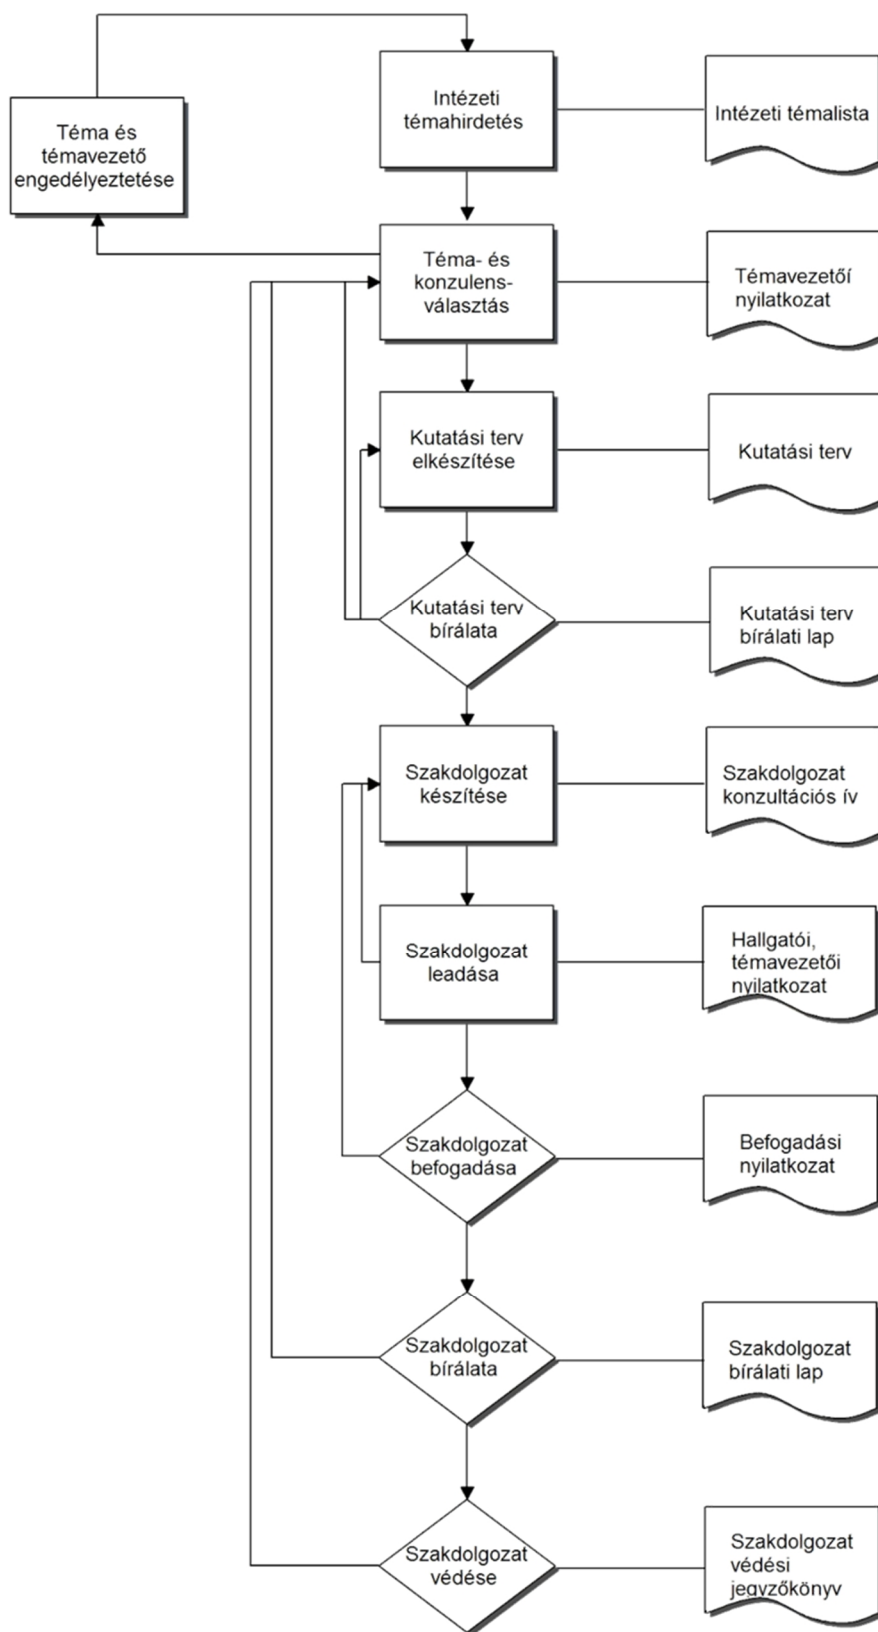 Intézeti
témahirdetés
Intézeti témalista
Téma és
témavezető
engedélyeztetése
Téma- és
konzulens-
választás
Témavezetőí
nyilatkozat
Kutatási terv
elkészítése
Kutatási terv
Kutatási terv
bírálata
Kutatási terv
bírálati lap
Szakdolgozat
készítése
Szakdolgozat
konzultációs ív
Szakdolgozat
leadása
Hallgatói,
témavezetői
nyilatkozat
Szakdolgozat
befogadása
Befogadási
nyilatkozat
Szakdolgozat
bírálata
Szakdolgozat
bírálati lap
Szakdolgozat
védése
Szakdolgozat
védési
jegyzőkönyv